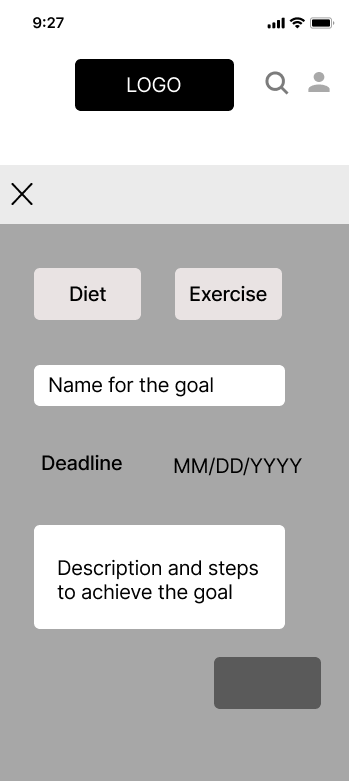 9:27
LOGO
Diet
Exercise
Name for the goal
Deadline
MM/DD/YYYY
Description and steps
to achieve the goal